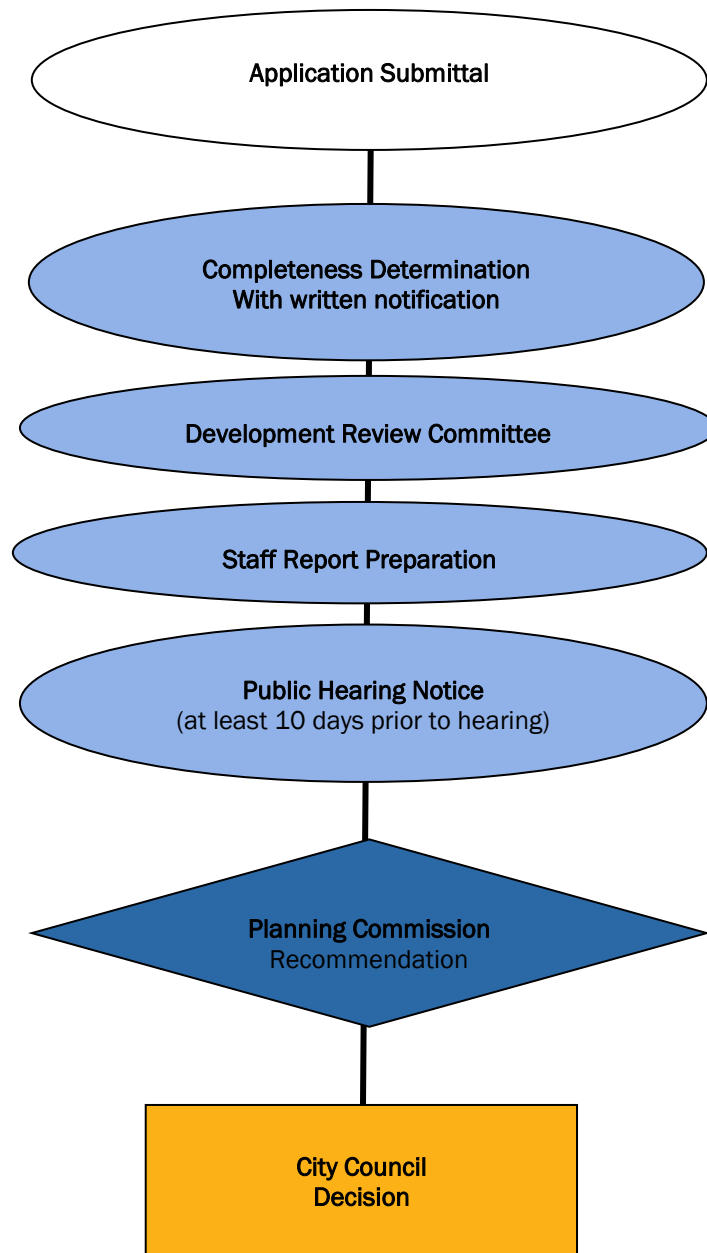 Application Submittal
Completeness Determination
With written notification
Development Review Committee
Staff Report Preparation
Public Hearing Notice
(at least 10 days prior to hearing)
Planning Commission
Recommendation
City Council
Decision